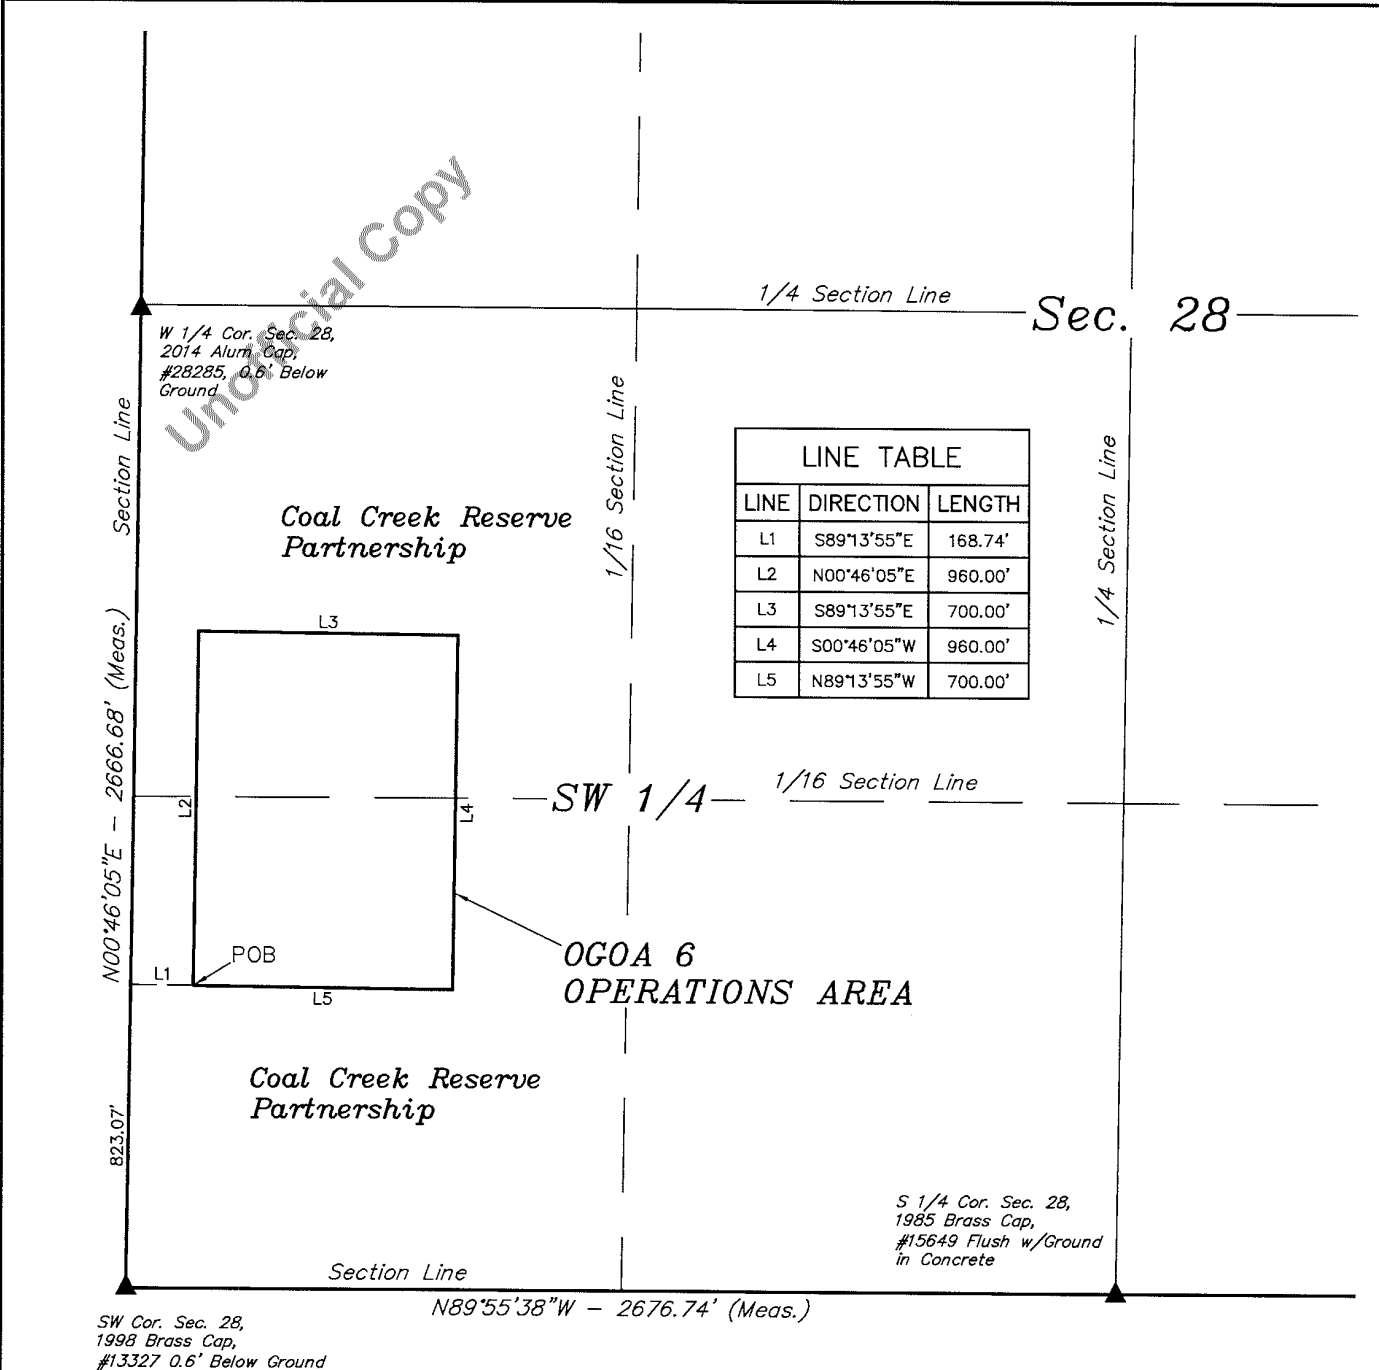 Unofficial Copy
1/4 Section Line
Sec. 28
W 1/4 Cor. Sec. 28,
2014 Alum Cap,
#28285, 0.6' Below
Ground
Section Line
1/16 Section Line
1/4 Section Line
LINE TABLE
LINE DIRECTION LENGTH
L1 S89°13'55"E 168.74'
L2 N00°46'05"E 960.00'
L3 S89°13'55"E 700.00'
L4 S00°46'05"W 960.00'
L5 N89°13'55"W 700.00'
Coal Creek Reserve
Partnership
L3
N00°46'05"E - 2666.68' (Meas.)
L2
L4
SW 1/4
1/16 Section Line
POB
L1
L5
OGOA 6
OPERATIONS AREA
Coal Creek Reserve
Partnership
823.07'
S 1/4 Cor. Sec. 28,
1985 Brass Cap,
#15649 Flush w/Ground
in Concrete
Section Line
N89°55'38"W - 2676.74' (Meas.)
SW Cor. Sec. 28,
1998 Brass Cap,
#13327 0.6' Below Ground